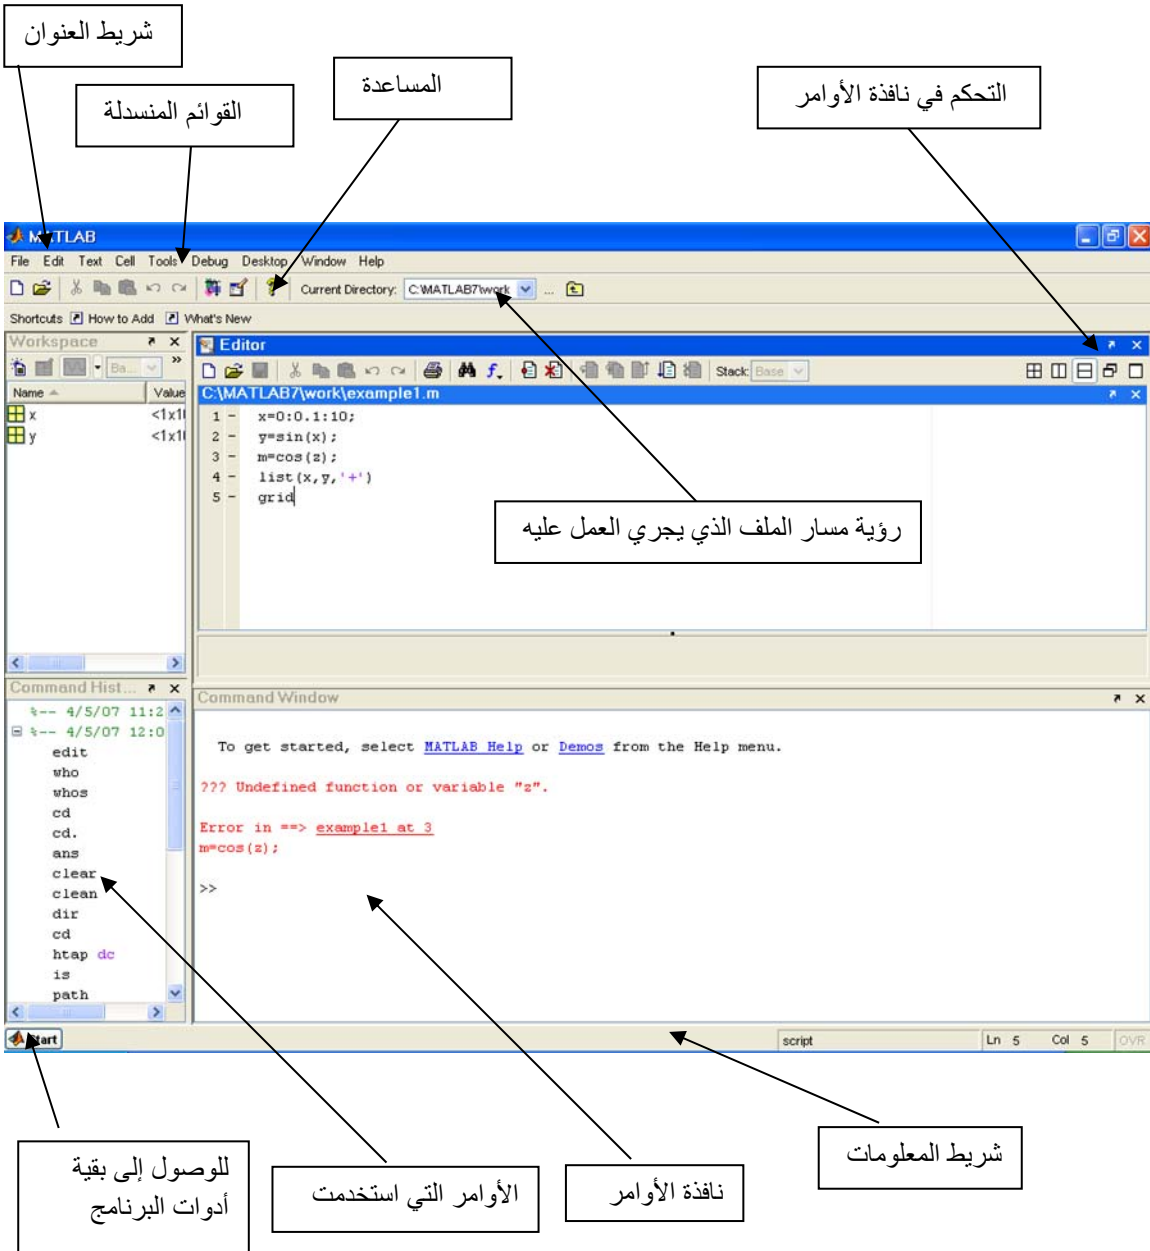 شريط العنوان
القوائم المنسدلة
المساعدة
التحكم في نافذة الأوامر
MATLAB
File Edit Text Cell Tools Debug Desktop Window Help
Current Directory: C:\MATLAB7\work ...
Shortcuts How to Add What's New
Workspace
Ba...
Name Value
x <1x1
y <1x1
Editor
Stack: Base
C:\MATLAB7\work\example1.m
1 - x=0:0.1:10;
2 - y=sin(x);
3 - m=cos(z);
4 - list(x,y,'+')
5 - grid
رؤية مسار الملف الذي يجري العمل عليه
Command Hist...
%-- 4/5/07 11:2
%-- 4/5/07 12:0
edit
who
whos
cd
cd.
ans
clear
clean
dir
cd
htap dc
is
path
Command Window
To get started, select MATLAB Help or Demos from the Help menu.
??? Undefined function or variable "z".
Error in ==> example1 at 3
m=cos(z);
>>
Start
script
Ln 5 Col 5 OVR
للوصول إلى بقية
أدوات البرنامج
الأوامر التي استخدمت
نافذة الأوامر
شريط المعلومات